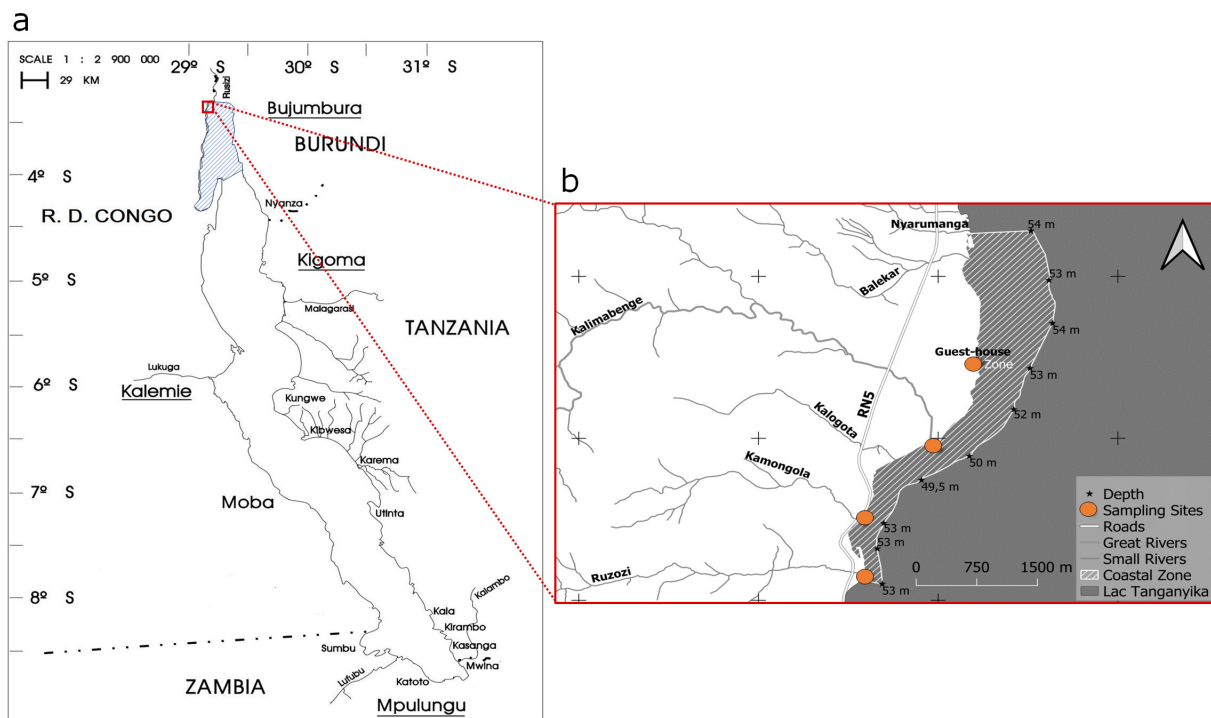 a
SCALE 1 : 2 900 000
29 KM
29º S 30º S 31º S
Rusizi
Bujumbura
BURUNDI
4º S
R. D. CONGO
Nyanza
Kigoma
5º S
Malagarasi
TANZANIA
Lukuga
6º S
Kalemie
Kungwe
Kibwesa
Karema
7º S
Moba
Utinta
8º S
Kalambo
Kala
Kirambo
Sumbu
Kasanga
Mwina
ZAMBIA
Lufubu
Katoto
Mpulungu
b
Nyarumanga
54 m
Balekar
53 m
Kalimabenge
54 m
Guest-house
Zone
53 m
RN5
52 m
Kalogota
50 m
Kamongola
49,5 m
53 m
53 m
Ruzozi
53 m
0 750 1500 m
Depth
Sampling Sites
Roads
Great Rivers
Small Rivers
Coastal Zone
Lac Tanganyika